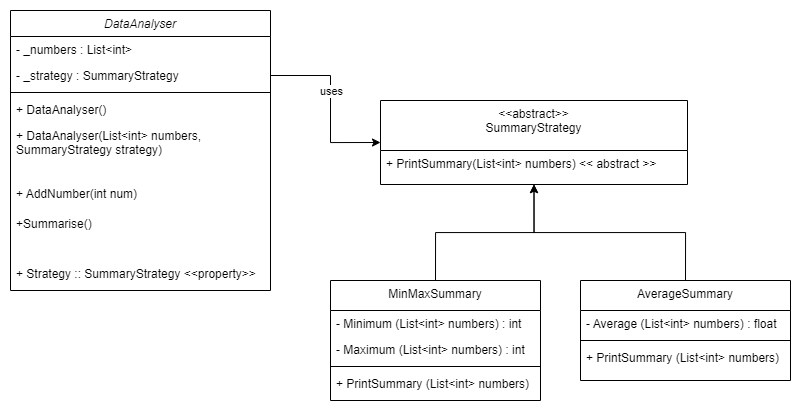 DataAnalyser
- _numbers : List<int>
- _strategy : SummaryStrategy
+ DataAnalyser()
+ DataAnalyser(List<int> numbers,
SummaryStrategy strategy)
+ AddNumber(int num)
+Summarise()
+ Strategy :: SummaryStrategy <<property>>
uses
<<abstract>>
SummaryStrategy
+ PrintSummary(List<int> numbers) << abstract >>
MinMaxSummary
- Minimum (List<int> numbers) : int
- Maximum (List<int> numbers) : int
+ PrintSummary (List<int> numbers)
AverageSummary
- Average (List<int> numbers) : float
+ PrintSummary (List<int> numbers)